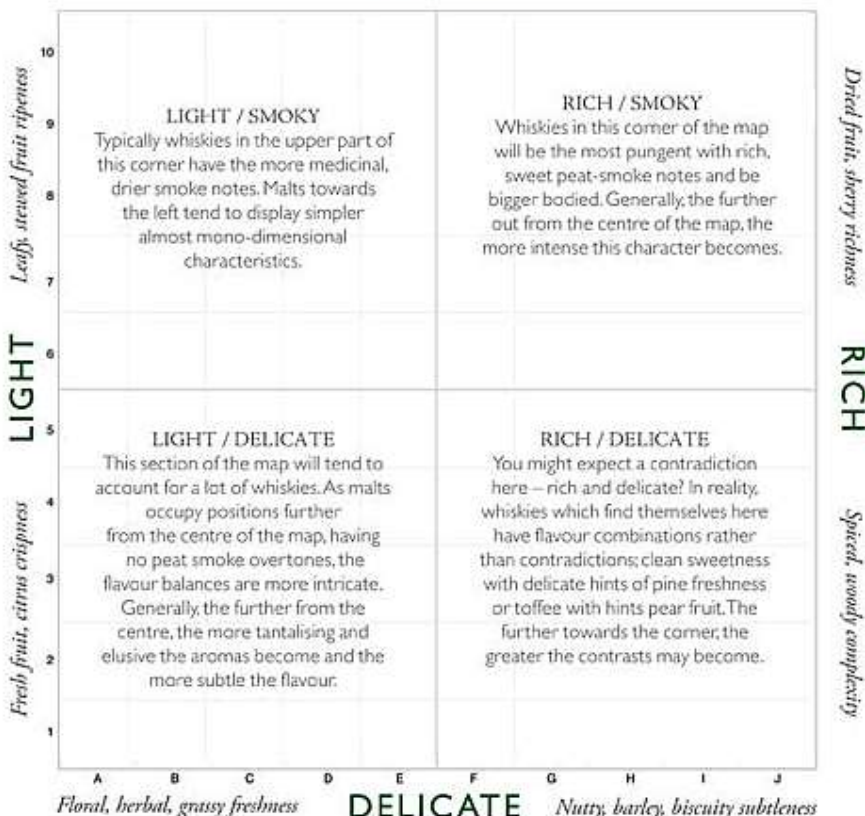 10
9
8
7
6
5
4
3
2
1
Leafy, stewed fruit ripeness
LIGHT
Fresh fruit, citrus crispness
LIGHT / SMOKY
Typically whiskies in the upper part of
this corner have the more medicinal,
drier smoke notes. Malts towards
the left tend to display simpler
almost mono-dimensional
characteristics.
RICH / SMOKY
Whiskies in this corner of the map
will be the most pungent with rich,
sweet peat-smoke notes and be
bigger bodied. Generally, the further
out from the centre of the map, the
more intense this character becomes.
LIGHT / DELICATE
This section of the map will tend to
account for a lot of whiskies. As malts
occupy positions further
from the centre of the map, having
no peat smoke overtones, the
flavour balances are more intricate.
Generally, the further from the
centre, the more tantalising and
elusive the aromas become and the
more subtle the flavour.
RICH / DELICATE
You might expect a contradiction
here – rich and delicate? In reality,
whiskies which find themselves here
have flavour combinations rather
than contradictions; clean sweetness
with delicate hints of pine freshness
or toffee with hints pear fruit. The
further towards the corner, the
greater the contrasts may become.
Dried fruit, sherry richness
RICH
Spiced, woody complexity
A B C D E F G H I J
Floral, herbal, grassy freshness DELICATE Nutty, barley, biscuity subtleness